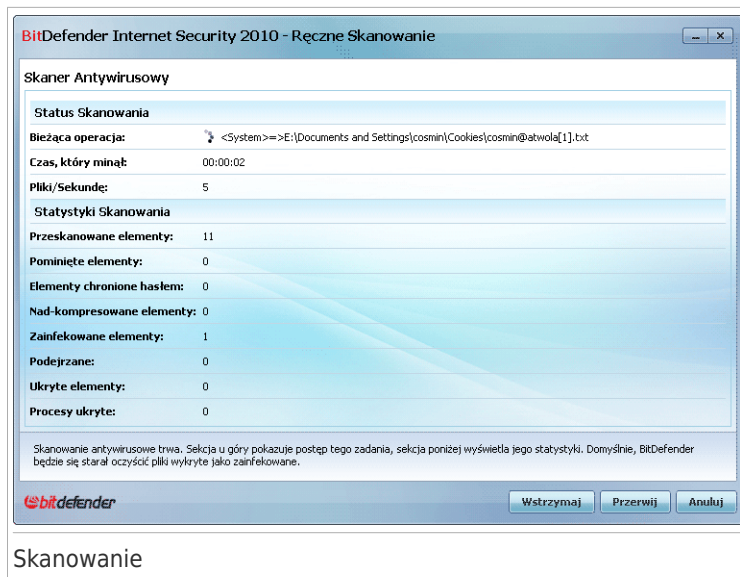 BitDefender Internet Security 2010 - Ręczne Skanowanie
Skaner Antywirusowy
Status Skanowania
Bieżąca operacja: <System>=>E:\Documents and Settings\cosmin\Cookies\cosmin@atwola[1].txt
Czas, który minął: 00:00:02
Pliki/Sekundę: 5
Statystyki Skanowania
Przeskanowane elementy: 11
Pominięte elementy: 0
Elementy chronione hasłem: 0
Nad-kompresowane elementy: 0
Zainfekowane elementy: 1
Podejrzane: 0
Ukryte elementy: 0
Procesy ukryte: 0
Skanowanie antywirusowe trwa. Sekcja u góry pokazuje postęp tego zadania, sekcja poniżej wyświetla jego statystyki. Domyślnie, BitDefender
będzie się starał oczyścić pliki wykryte jako zainfekowane.
bitdefender Wstrzymaj Przerwij Anuluj
Skanowanie